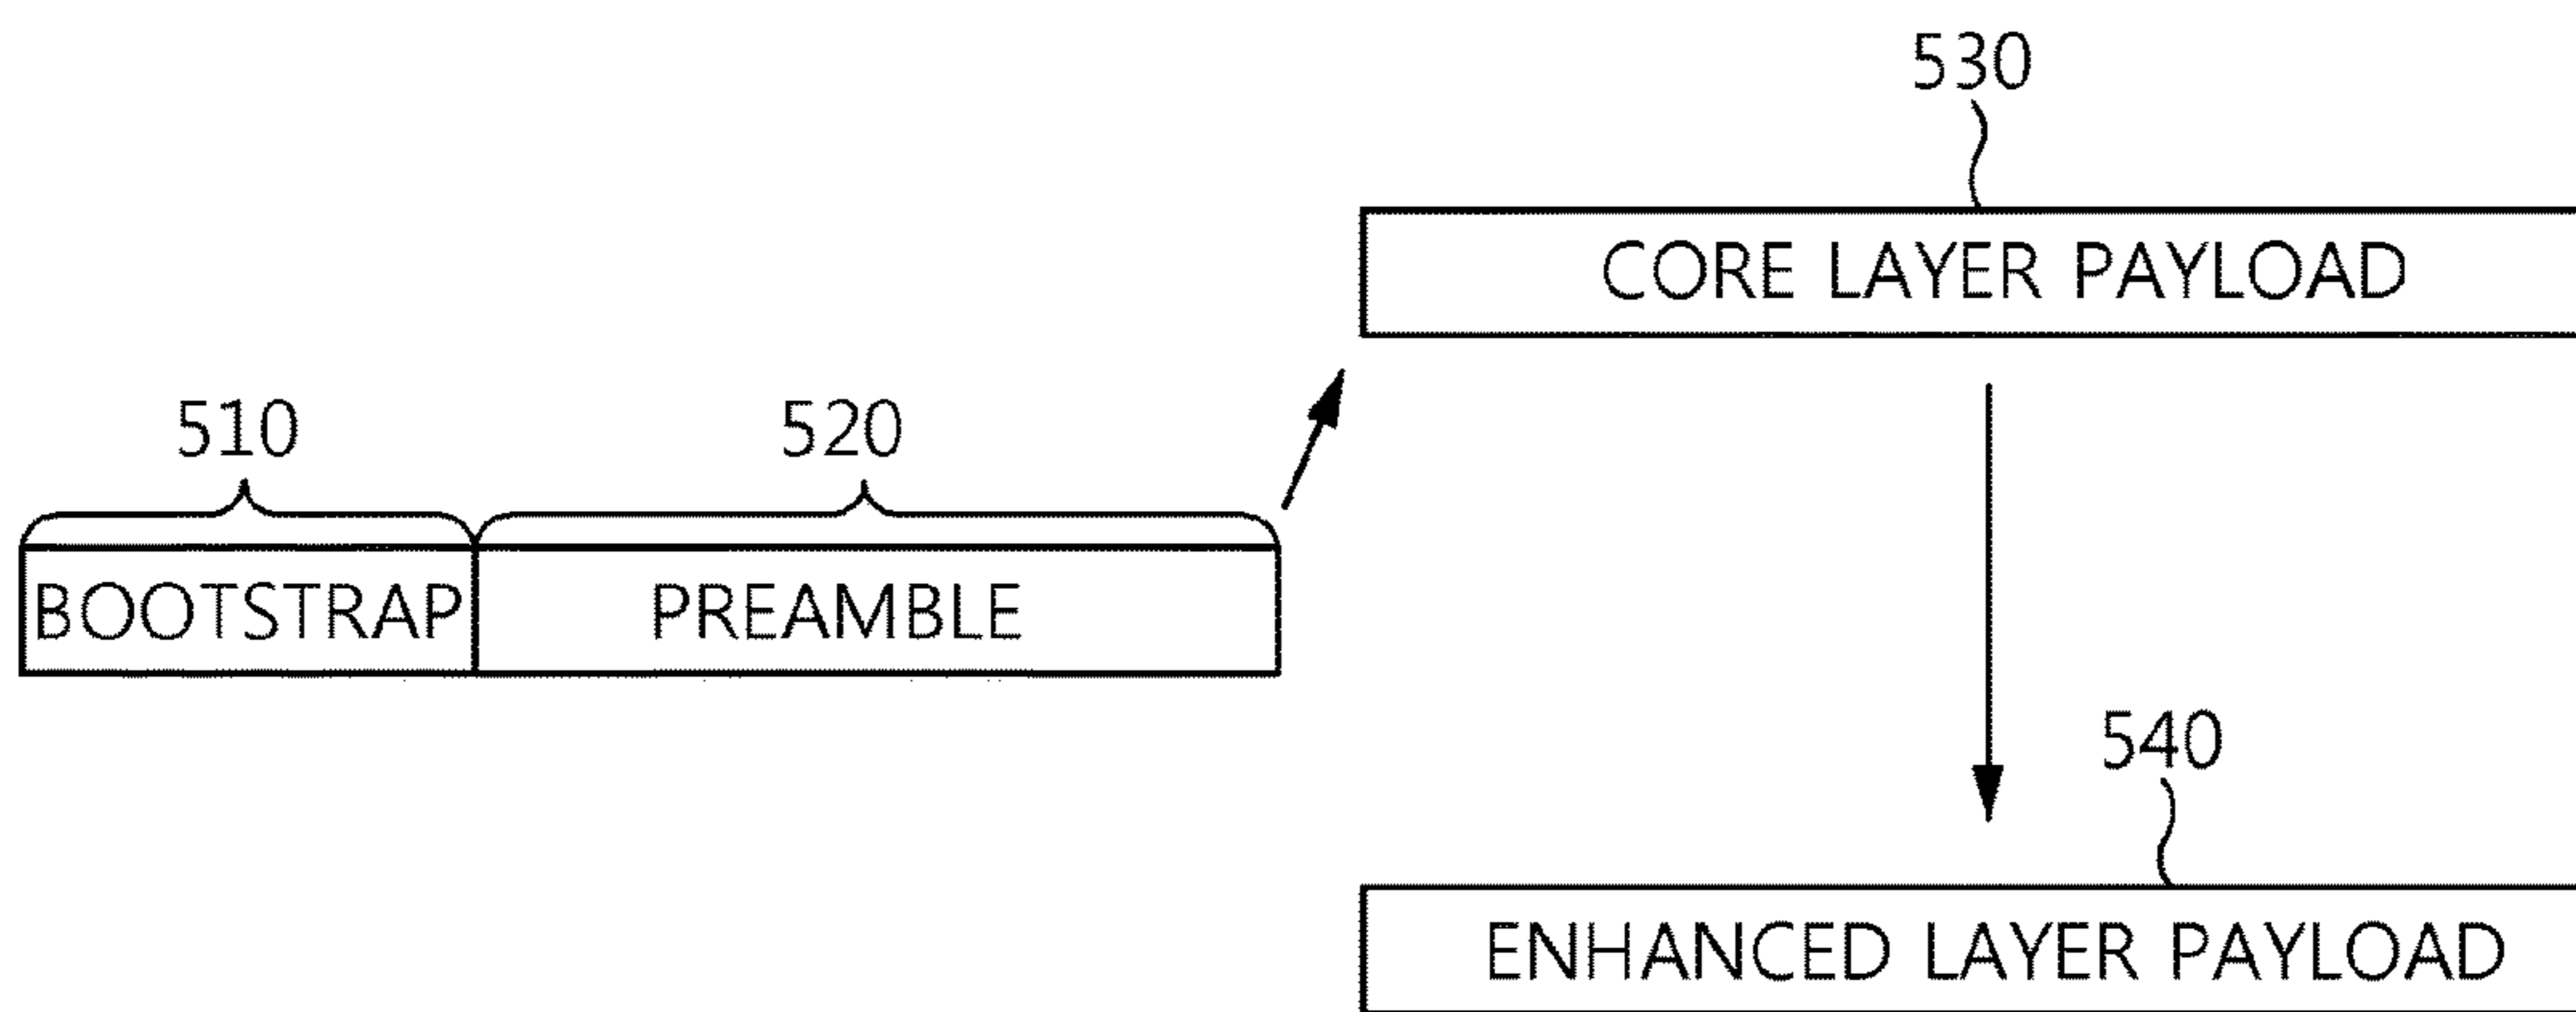 530
CORE LAYER PAYLOAD
510
520
BOOTSTRAP
PREAMBLE
540
ENHANCED LAYER PAYLOAD